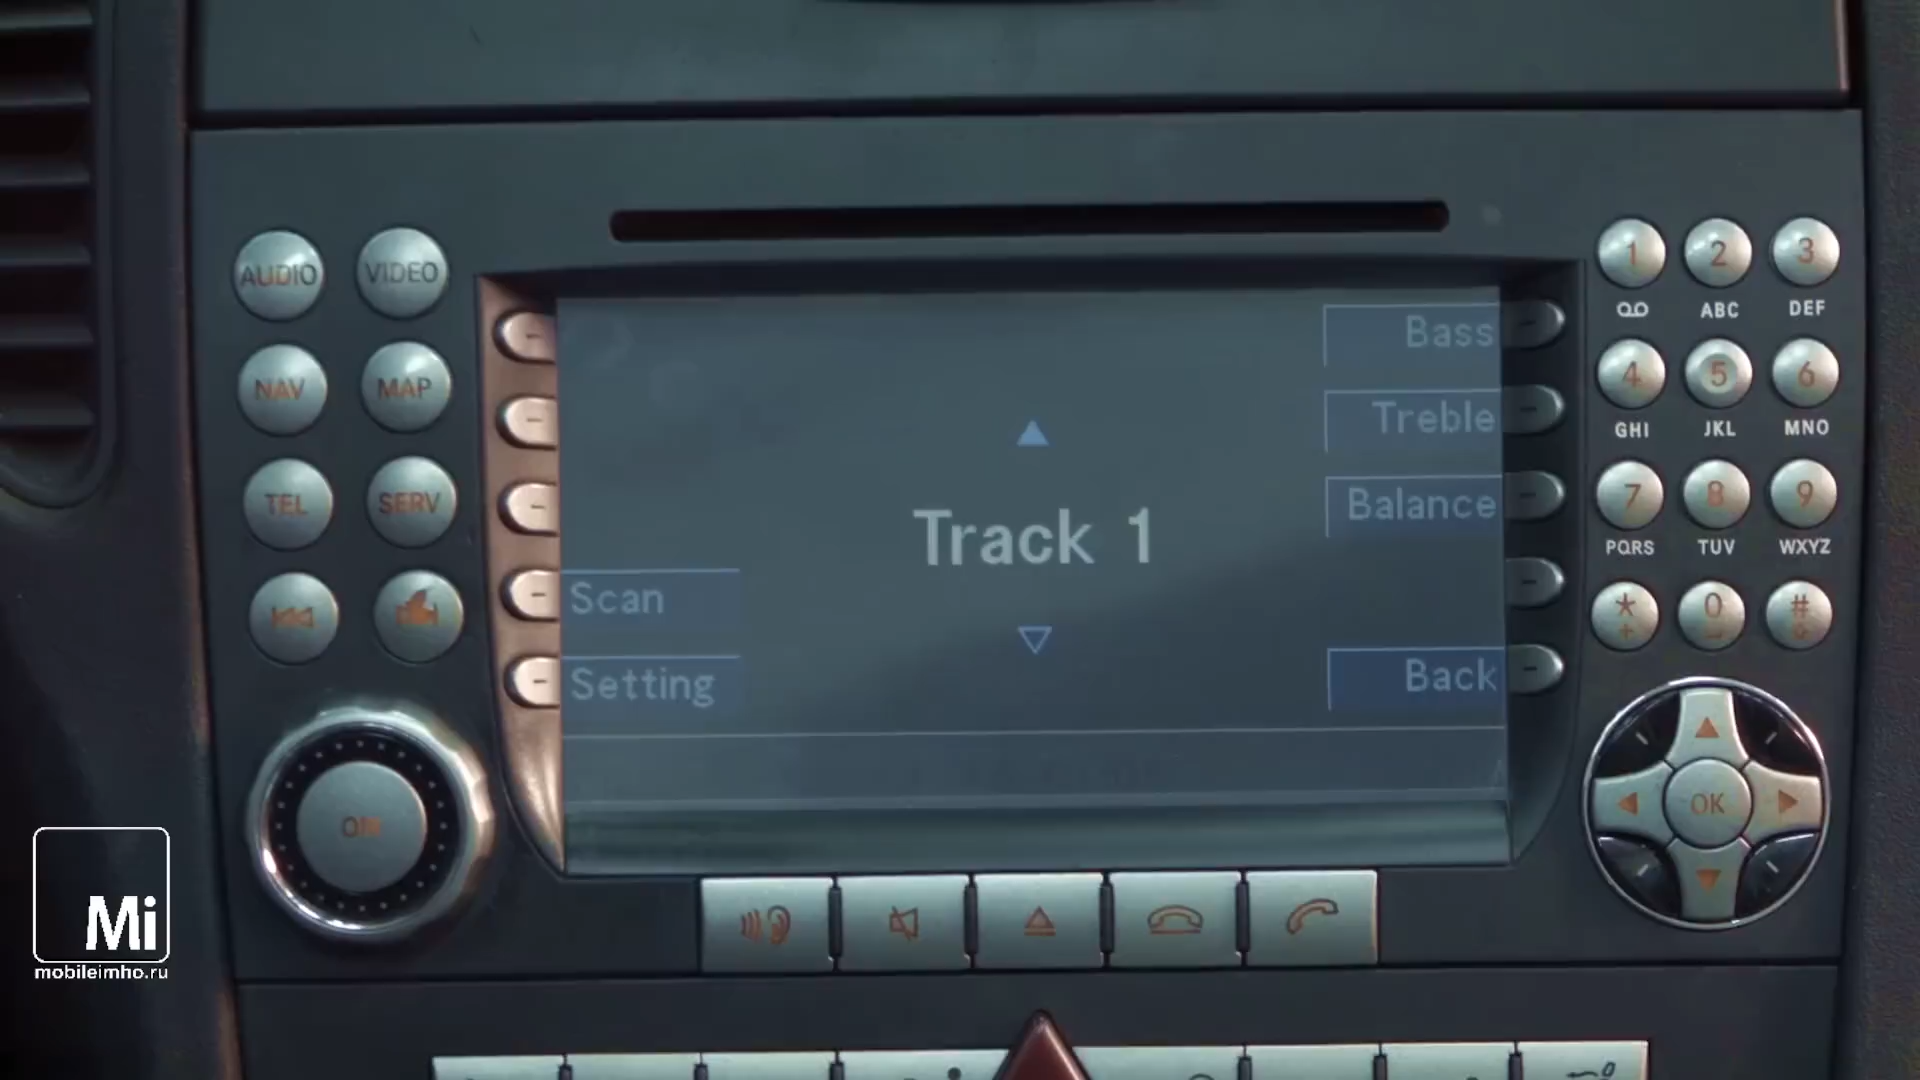 AUDIO
VIDEO
NAV
MAP
TEL
SERV
ON
Bass
Treble
Balance
Track 1
Scan
Setting
Back
1
2
3
ABC
DEF
4
5
6
GHI
JKL
MNO
7
8
9
PQRS
TUV
WXYZ
*
0
#
+
OK
Mi
mobileimho.ru